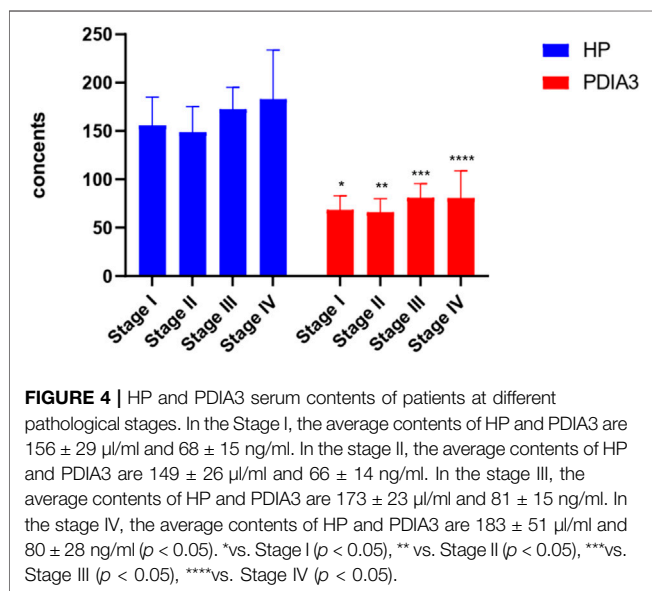 250
200
150
100
50
0
concents
HP
PDIA3
* ** *** ****
Stage I Stage II Stage III Stage IV Stage I Stage II Stage III Stage IV
FIGURE 4 | HP and PDIA3 serum contents of patients at different
pathological stages. In the Stage I, the average contents of HP and PDIA3 are
156 ± 29 μl/ml and 68 ± 15 ng/ml. In the stage II, the average contents of HP
and PDIA3 are 149 ± 26 μl/ml and 66 ± 14 ng/ml. In the stage III, the
average contents of HP and PDIA3 are 173 ± 23 μl/ml and 81 ± 15 ng/ml. In
the stage IV, the average contents of HP and PDIA3 are 183 ± 51 μl/ml and
80 ± 28 ng/ml (p < 0.05). *vs. Stage I (p < 0.05), ** vs. Stage II (p < 0.05), ***vs.
Stage III (p < 0.05), ****vs. Stage IV (p < 0.05).